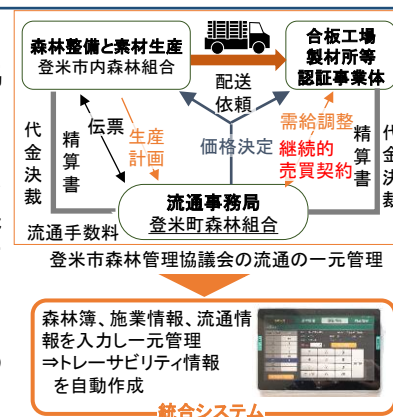 森林整備と素材生産
登米市内森林組合
合板工場
製材所等
認証事業体
配送
依頼
代金決裁
精算書
伝票
生産
計画
価格決定
需給調整
継続的
売買契約
精算書
代金決裁
流通事務局
登米町森林組合
流通手数料
登米市森林管理協議会の流通の一元管理
森林簿、施業情報、流通情
報を入力し一元管理
⇒トレーサビリティ情報
を自動作成
統合システム